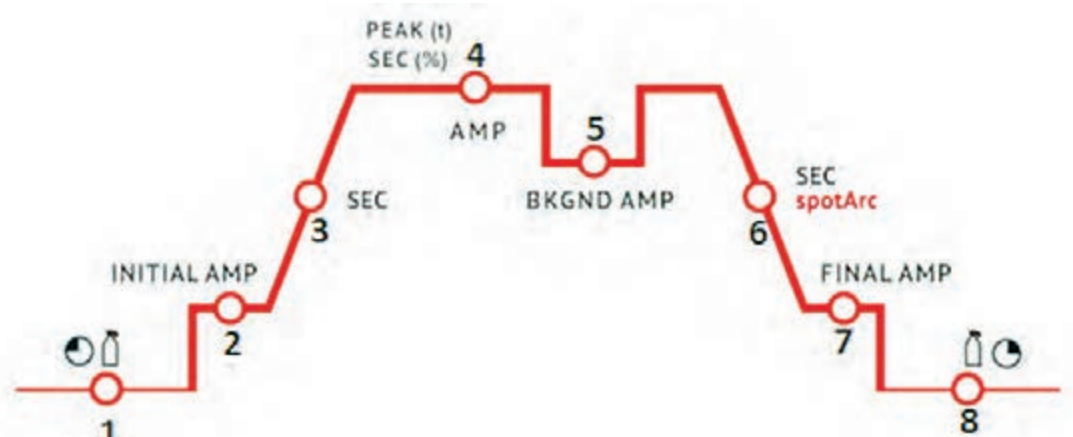 PEAK (t)
SEC (%)
4
AMP
5
BKGND AMP
3
SEC
SEC
spotArc
6
INITIAL AMP
2
FINAL AMP
7
1
8